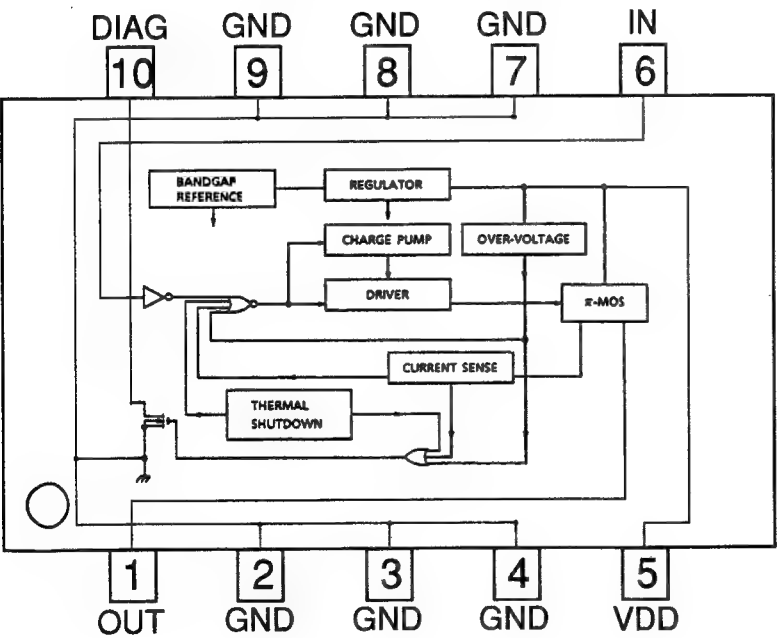 DIAG GND GND GND IN
10 9 8 7 6
BANDGAP
REFERENCE
REGULATOR
CHARGE PUMP
OVER-VOLTAGE
DRIVER
π-MOS
CURRENT SENSE
THERMAL
SHUTDOWN
1 2 3 4 5
OUT GND GND GND VDD